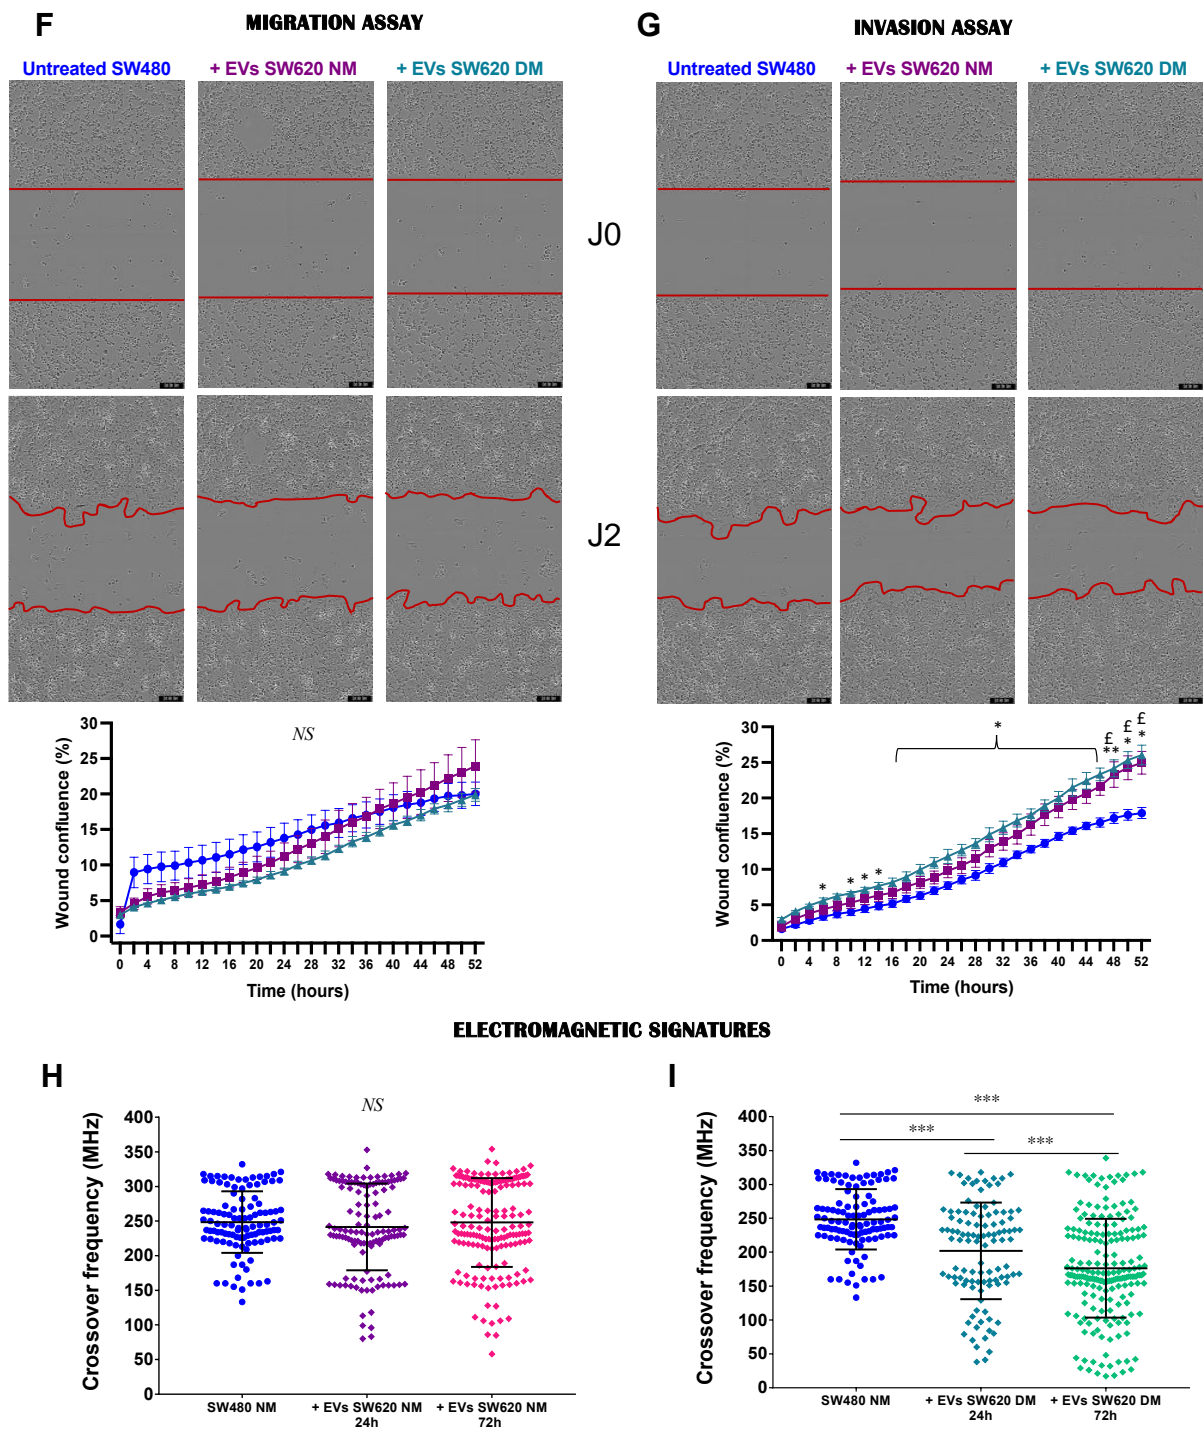 F
MIGRATION ASSAY
Untreated SW480
+ EVs SW620 NM
+ EVs SW620 DM
G
INVASION ASSAY
Untreated SW480
+ EVs SW620 NM
+ EVs SW620 DM
J0
J2
NS
Wound confluence (%)
30
25
20
15
10
5
0
0 4 8 12 16 20 24 28 32 36 40 44 48 52
Time (hours)
* * * * * ** * *
£ £ £
Wound confluence (%)
30
25
20
15
10
5
0
0 4 8 12 16 20 24 28 32 36 40 44 48 52
Time (hours)
ELECTROMAGNETIC SIGNATURES
H
NS
Crossover frequency (MHz)
400
350
300
250
200
150
100
50
0
SW480 NM
+ EVs SW620 NM
24h
+ EVs SW620 NM
72h
I
***
***
***
Crossover frequency (MHz)
400
350
300
250
200
150
100
50
0
SW480 NM
+ EVs SW620 DM
24h
+ EVs SW620 DM
72h